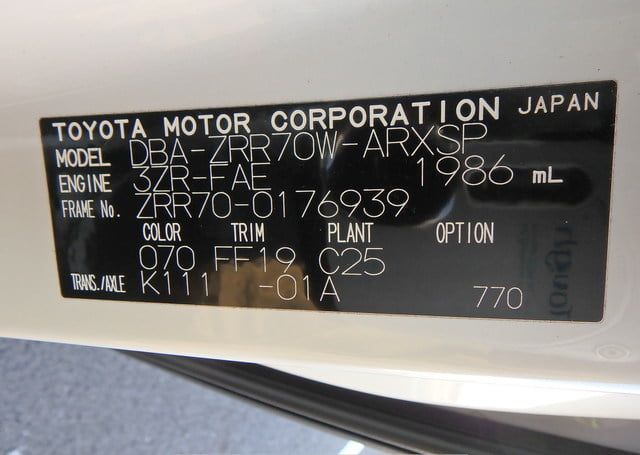 TOYOTA MOTOR CORPORATION JAPAN
MODEL DBA-ZRR70W-ARXSP
ENGINE 3ZR-FAE 1986 mL
FRAME No. ZRR70-0176939
COLOR TRIM PLANT OPTION
070 FF19 C25
TRANS./AXLE K111 -01A 770